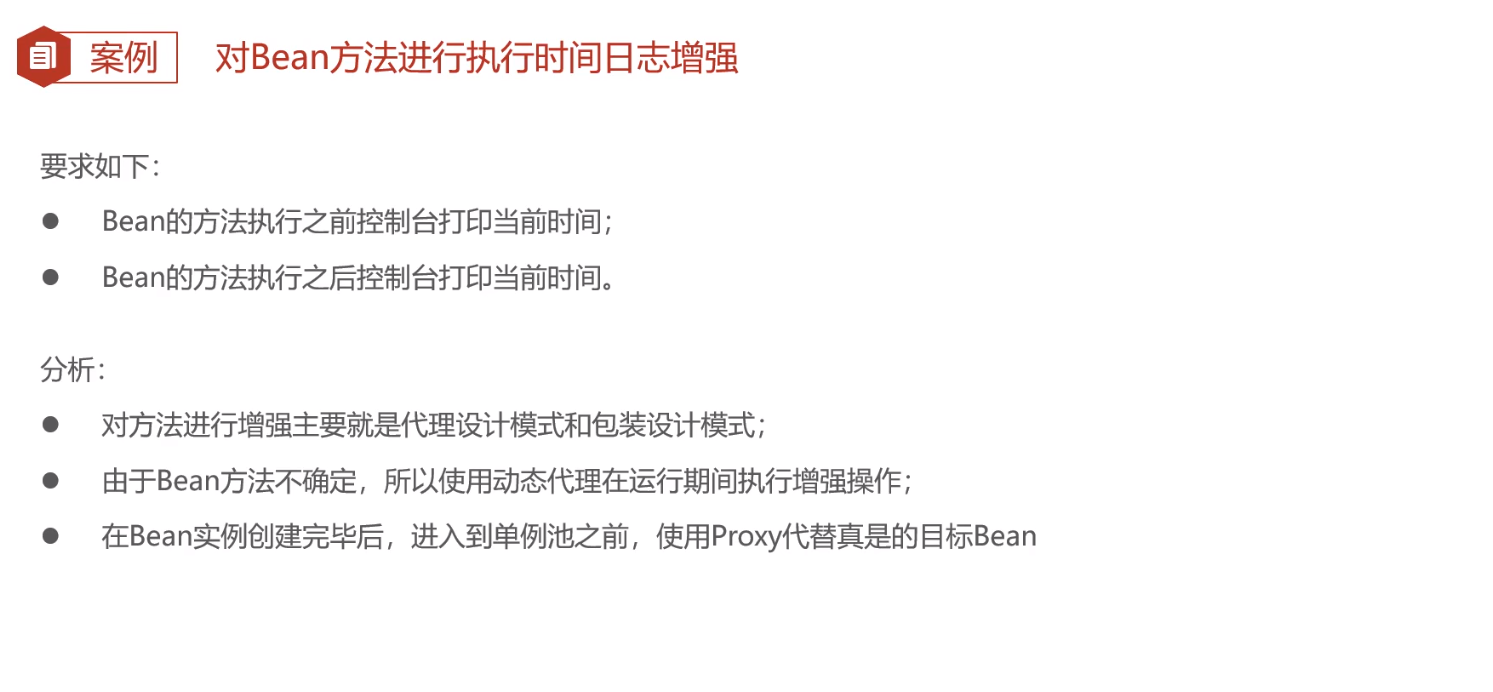 案例
对Bean方法进行执行时间日志增强
要求如下：
● Bean的方法执行之前控制台打印当前时间；
● Bean的方法执行之后控制台打印当前时间。
分析：
● 对方法进行增强主要就是代理设计模式和包装设计模式；
● 由于Bean方法不确定，所以使用动态代理在运行期间执行增强操作；
● 在Bean实例创建完毕后，进入到单例池之前，使用Proxy代替真是的目标Bean